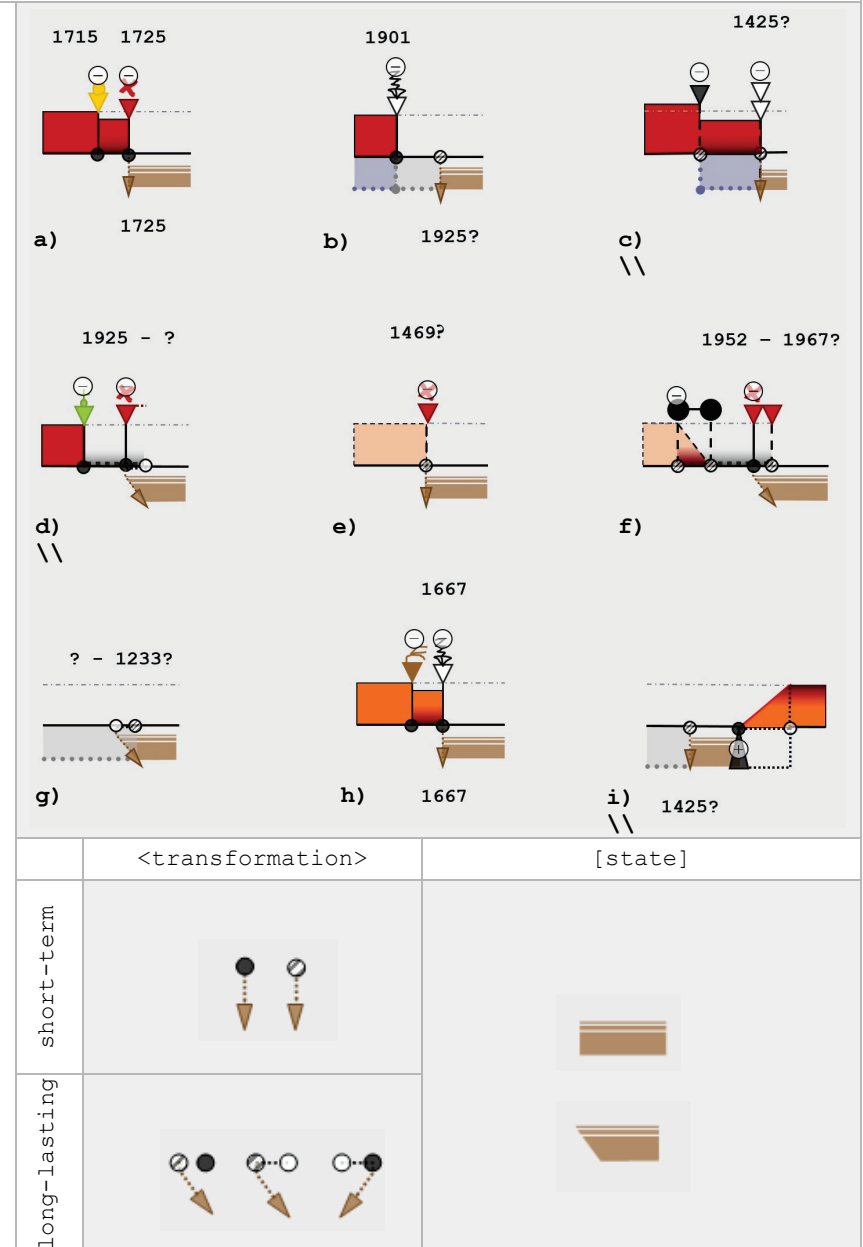 1715 1725
1901
1425?
1725
1925?
a)
b)
c)
\\
1925 - ?
1469?
1952 – 1967?
d)
\\
e)
f)
1667
? - 1233?
g)
h)
1667
i)
\\
1425?
<transformation>
[state]
short-term
long-lasting